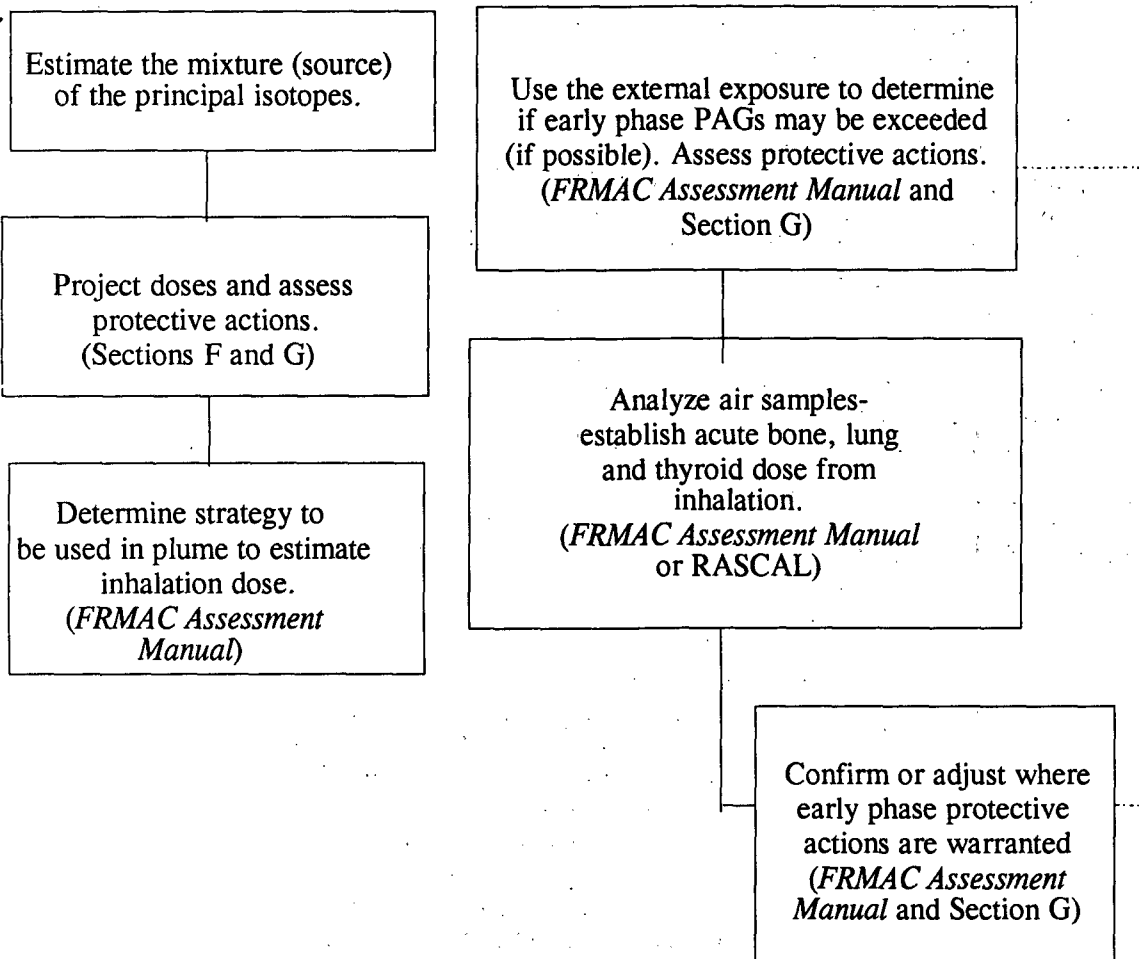 Estimate the mixture (source)
of the principal isotopes.
Project doses and assess
protective actions.
(Sections F and G)
Determine strategy to
be used in plume to estimate
inhalation dose.
(FRMAC Assessment
Manual)
Use the external exposure to determine
if early phase PAGs may be exceeded
(if possible). Assess protective actions.
(FRMAC Assessment Manual and
Section G)
Analyze air samples-
establish acute bone, lung
and thyroid dose from
inhalation.
(FRMAC Assessment Manual
or RASCAL)
Confirm or adjust where
early phase protective
actions are warranted
(FRMAC Assessment
Manual and Section G)